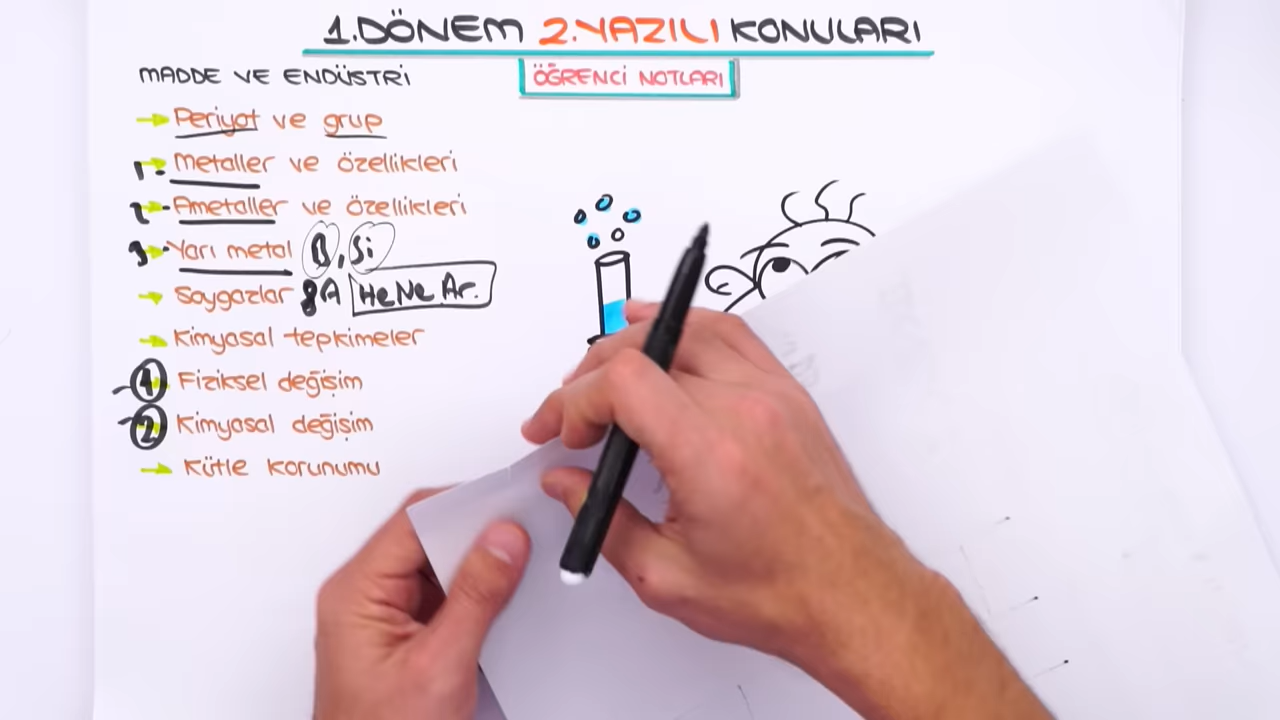 1.DÖNEM 2.YAZILI KONULARI
ÖĞRENCİ NOTLARI
MADDE VE ENDÜSTRİ
Periyot ve grup
1. Metaller ve özellikleri
2 Ametaller ve özellikleri
3 Yarı metal B, Si
Soygazlar 8A He Ne Ar.
Kimyasal tepkimeler
1 Fiziksel değişim
2 Kimyasal değişim
Kütle korunumu